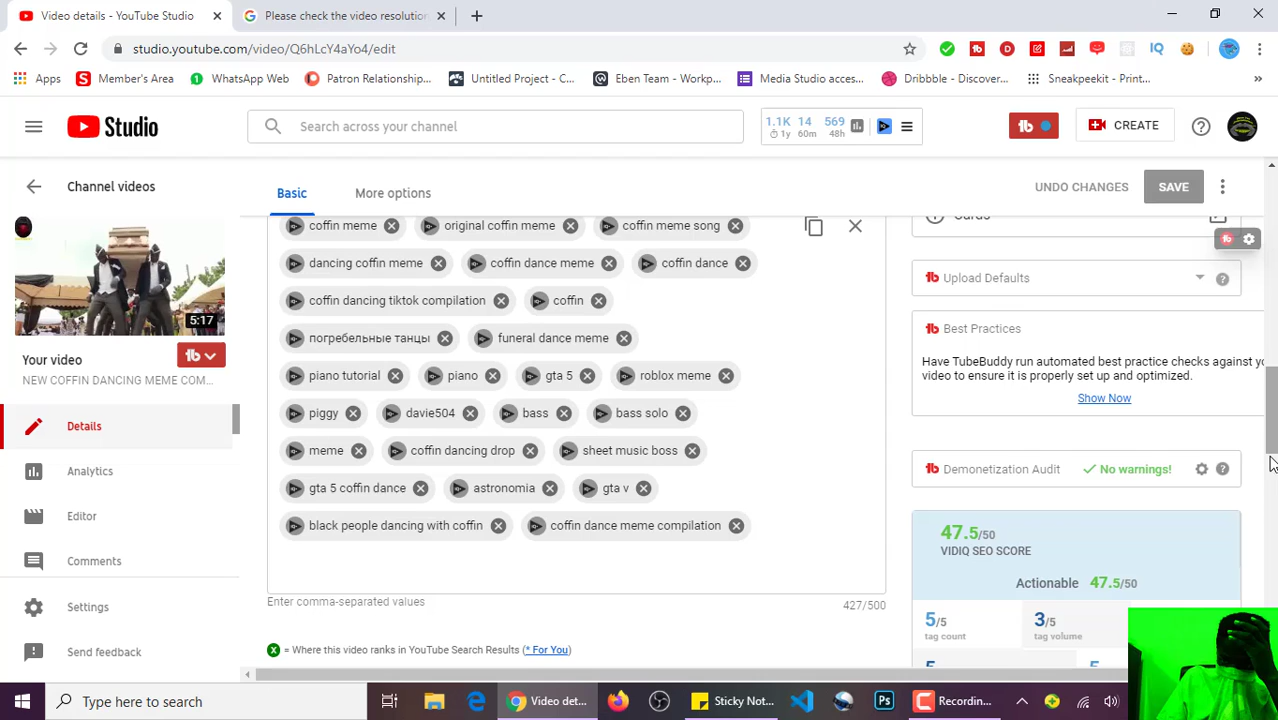 Video details - YouTube Studio
Please check the video resolution
studio.youtube.com/video/Q6hLcY4aYo4/edit
Apps
Member's Area
WhatsApp Web
Patron Relationship...
Untitled Project - C...
Eben Team - Workp...
Media Studio acces...
Dribbble - Discover...
Sneakpeekit - Print...
Studio
Search across your channel
1.1K 14 569
1y 60m 48h
CREATE
Channel videos
Basic
More options
UNDO CHANGES
SAVE
5:17
Your video
NEW COFFIN DANCING MEME COM...
Details
Analytics
Editor
Comments
Settings
Send feedback
coffin meme
original coffin meme
coffin meme song
dancing coffin meme
coffin dance meme
coffin dance
coffin dancing tiktok compilation
coffin
погребельные танцы
funeral dance meme
piano tutorial
piano
gta 5
roblox meme
piggy
davie504
bass
bass solo
meme
coffin dancing drop
sheet music boss
gta 5 coffin dance
astronomia
gta v
black people dancing with coffin
coffin dance meme compilation
Enter comma-separated values
427/500
X = Where this video ranks in YouTube Search Results (* For You)
Cards
Upload Defaults
Best Practices
Have TubeBuddy run automated best practice checks against yo
video to ensure it is properly set up and optimized.
Show Now
Demonetization Audit
No warnings!
47.5/50
VIDIQ SEO SCORE
Actionable 47.5/50
5/5
tag count
3/5
tag volume
Type here to search
Video det...
Sticky Not...
Recordin...